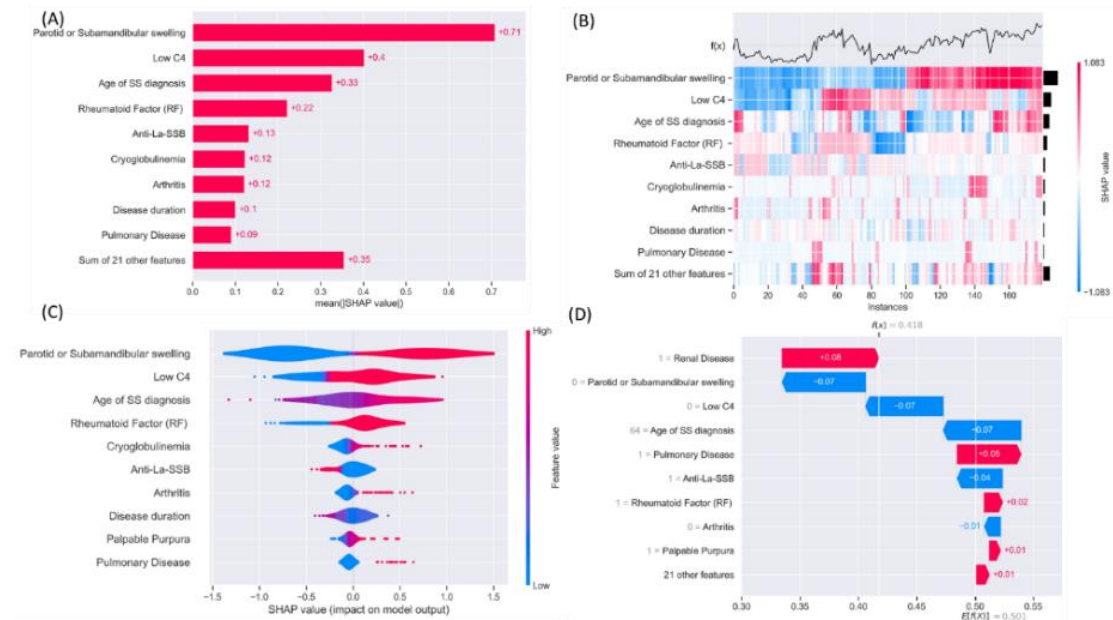 (A)
Parotid or Subamandibular swelling
+0.71
Low C4
+0.4
Age of SS diagnosis
+0.33
Rheumatoid Factor (RF)
+0.22
Anti-La-SSB
+0.13
Cryoglobulinemia
+0.12
Arthritis
+0.12
Disease duration
+0.1
Pulmonary Disease
+0.09
Sum of 21 other features
+0.35
0.0 0.1 0.2 0.3 0.4 0.5 0.6 0.7
mean(|SHAP value|)
(B)
f(x)
Parotid or Subamandibular swelling
Low C4
Age of SS diagnosis
Rheumatoid Factor (RF)
Anti-La-SSB
Cryoglobulinemia
Arthritis
Disease duration
Pulmonary Disease
Sum of 21 other features
0 20 40 60 80 100 120 140 160
Instances
1.083
SHAP value
−1.083
(C)
Parotid or Subamandibular swelling
Low C4
Age of SS diagnosis
Rheumatoid Factor (RF)
Cryoglobulinemia
Anti-La-SSB
Arthritis
Disease duration
Palpable Purpura
Pulmonary Disease
−1.5 −1.0 −0.5 0.0 0.5 1.0 1.5
SHAP value (impact on model output)
High
Feature value
Low
(D)
f(x) = 0.418
1 = Renal Disease
+0.08
0 = Parotid or Subamandibular swelling
−0.07
0 = Low C4
−0.07
64 = Age of SS diagnosis
−0.07
1 = Pulmonary Disease
+0.05
1 = Anti-La-SSB
−0.04
1 = Rheumatoid Factor (RF)
+0.02
0 = Arthritis
−0.01
1 = Palpable Purpura
+0.01
21 other features
+0.01
0.30 0.35 0.40 0.45 0.50 0.55
E[f(X)] = 0.501